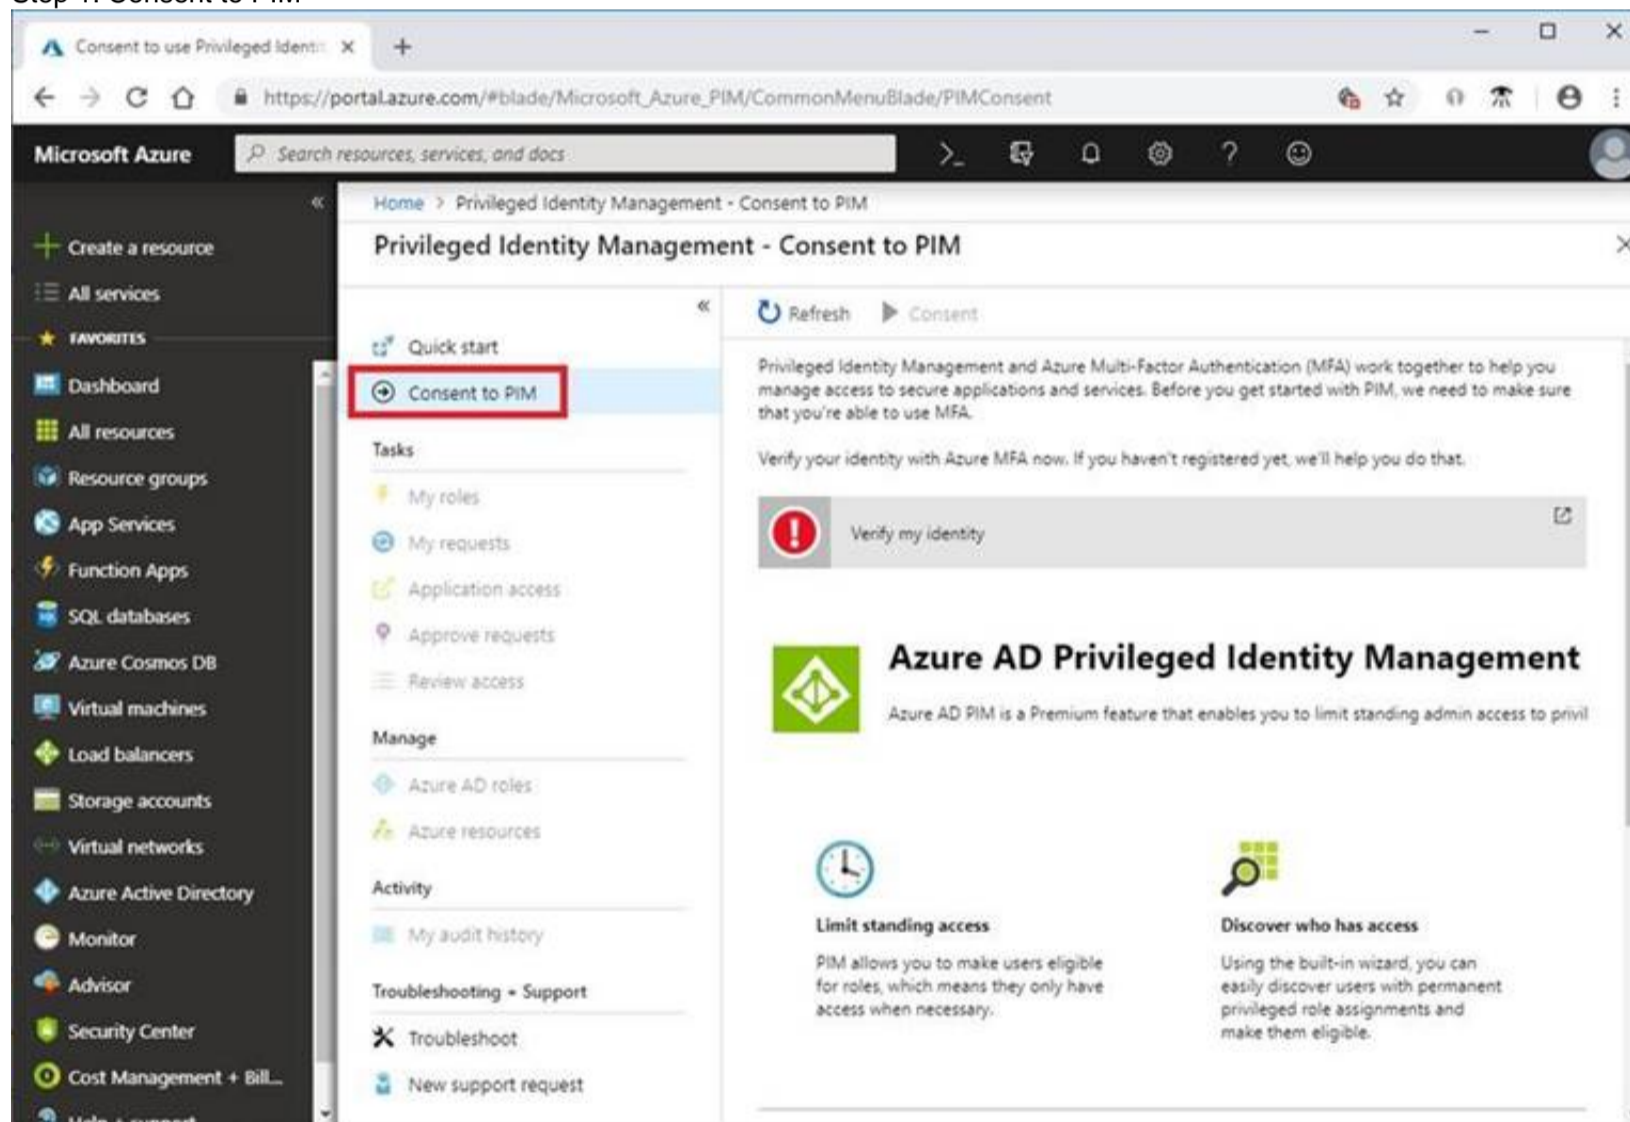 Step 1: Consent to PIM
Consent to use Privileged Identit
https://portal.azure.com/#blade/Microsoft_Azure_PIM/CommonMenuBlade/PIMConsent
Microsoft Azure
Search resources, services, and docs
Home > Privileged Identity Management - Consent to PIM
Privileged Identity Management - Consent to PIM
Create a resource
All services
FAVORITES
Dashboard
All resources
Resource groups
App Services
Function Apps
SQL databases
Azure Cosmos DB
Virtual machines
Load balancers
Storage accounts
Virtual networks
Azure Active Directory
Monitor
Advisor
Security Center
Cost Management + Bill...
Help + support
Quick start
Consent to PIM
Tasks
My roles
My requests
Application access
Approve requests
Review access
Manage
Azure AD roles
Azure resources
Activity
My audit history
Troubleshooting + Support
Troubleshoot
New support request
Refresh
Consent
Privileged Identity Management and Azure Multi-Factor Authentication (MFA) work together to help you
manage access to secure applications and services. Before you get started with PIM, we need to make sure
that you're able to use MFA.
Verify your identity with Azure MFA now. If you haven't registered yet, we'll help you do that.
Verify my identity
Azure AD Privileged Identity Management
Azure AD PIM is a Premium feature that enables you to limit standing admin access to privil
Limit standing access
PIM allows you to make users eligible
for roles, which means they only have
access when necessary.
Discover who has access
Using the built-in wizard, you can
easily discover users with permanent
privileged role assignments and
make them eligible.